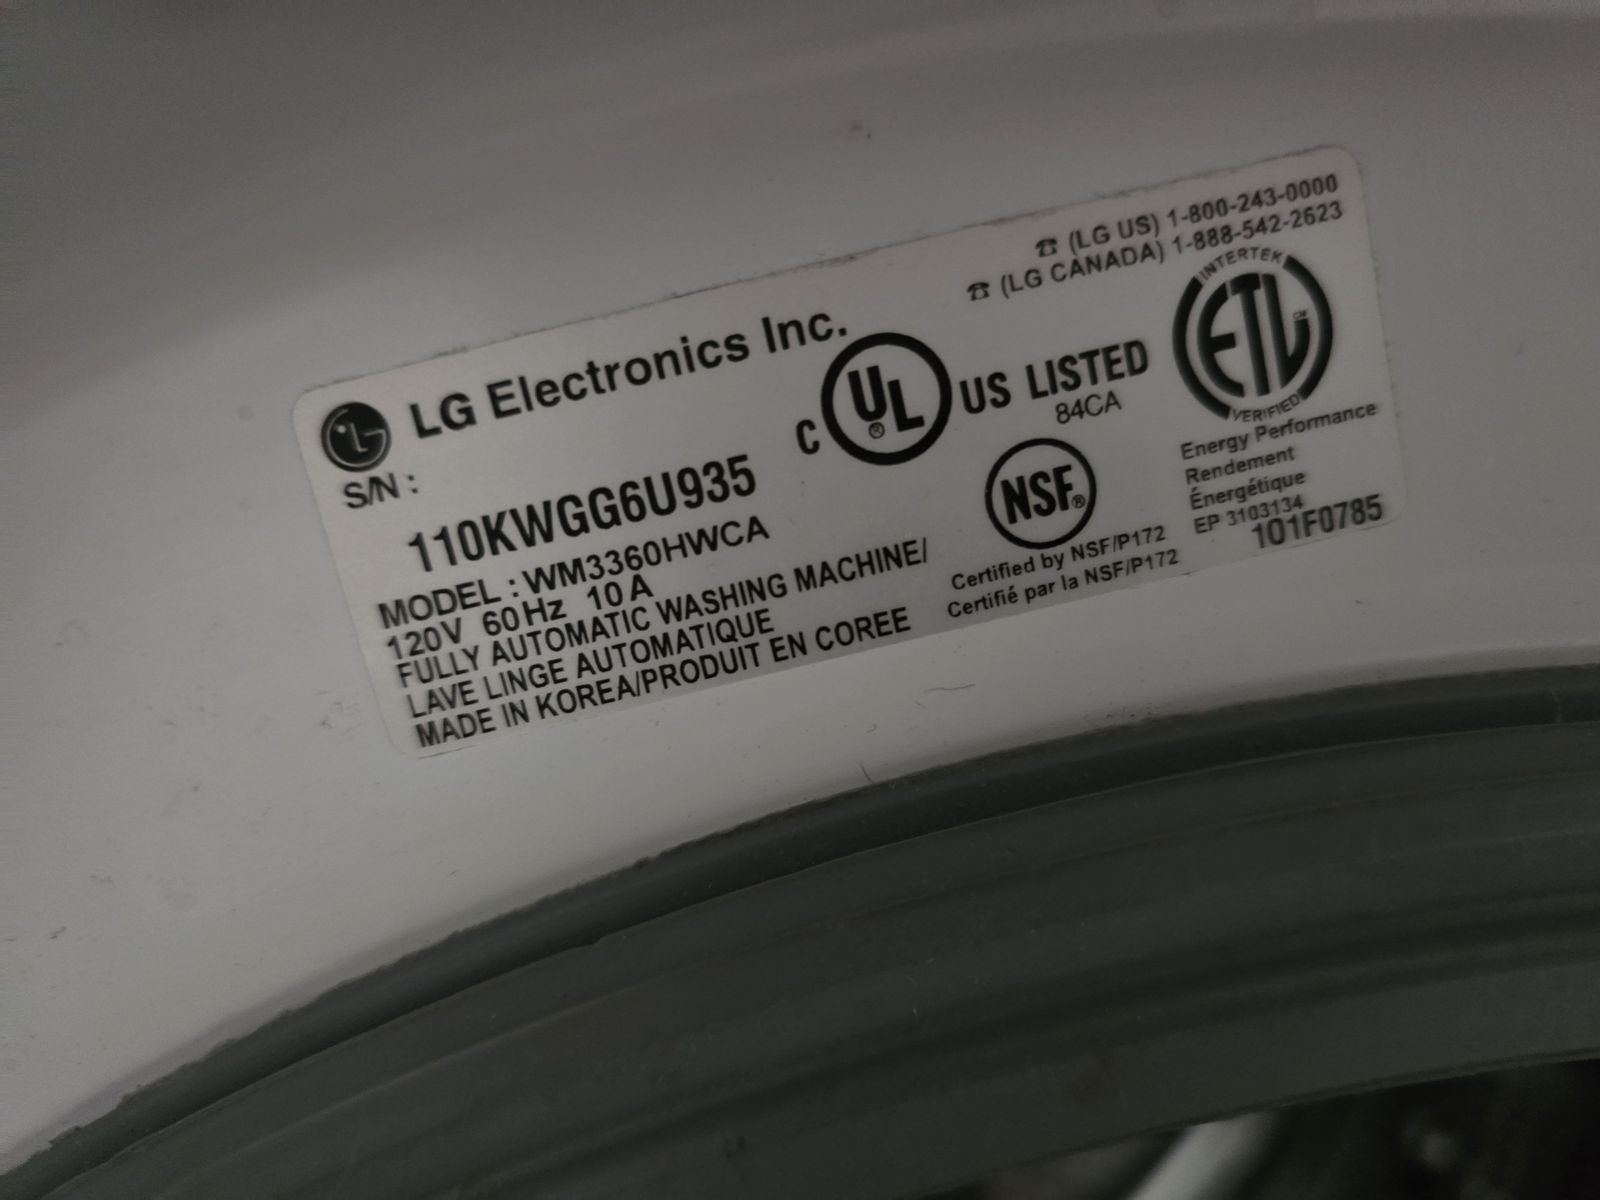 ☎ (LG US) 1-800-243-0000
☎ (LG CANADA) 1-888-542-2623
LG LG Electronics Inc.
S/N :
110KWGG6U935
MODEL : WM3360HWCA
120V 60Hz 10A
FULLY AUTOMATIC WASHING MACHINE/
LAVE LINGE AUTOMATIQUE
MADE IN KOREA/PRODUIT EN COREE
C UL® US LISTED
84CA
NSF®
Certified by NSF/P172
Certifié par la NSF/P172
INTERTEK
ETL CM
VERIFIED
Energy Performance
Rendement
Énergétique
EP 3103134
101F0785